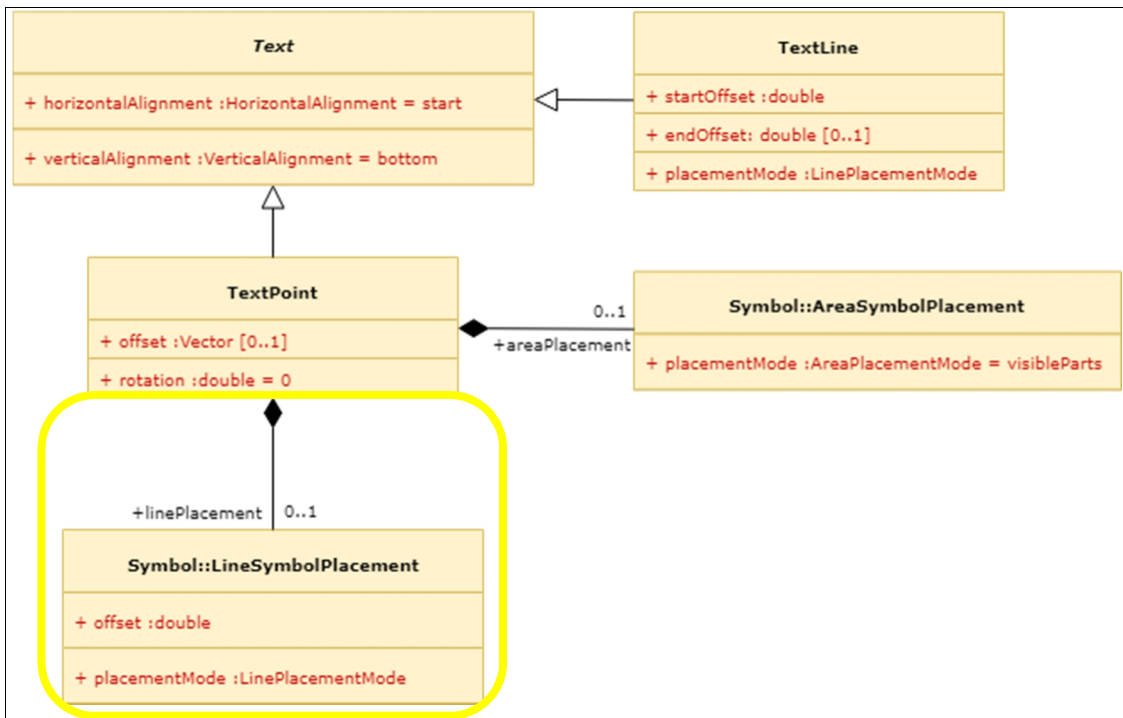 Text
+ horizontalAlignment :HorizontalAlignment = start
+ verticalAlignment :VerticalAlignment = bottom
TextLine
+ startOffset :double
+ endOffset: double [0..1]
+ placementMode :LinePlacementMode
TextPoint
+ offset :Vector [0..1]
+ rotation :double = 0
0..1
+areaPlacement
Symbol::AreaSymbolPlacement
+ placementMode :AreaPlacementMode = visibleParts
+linePlacement 0..1
Symbol::LineSymbolPlacement
+ offset :double
+ placementMode :LinePlacementMode